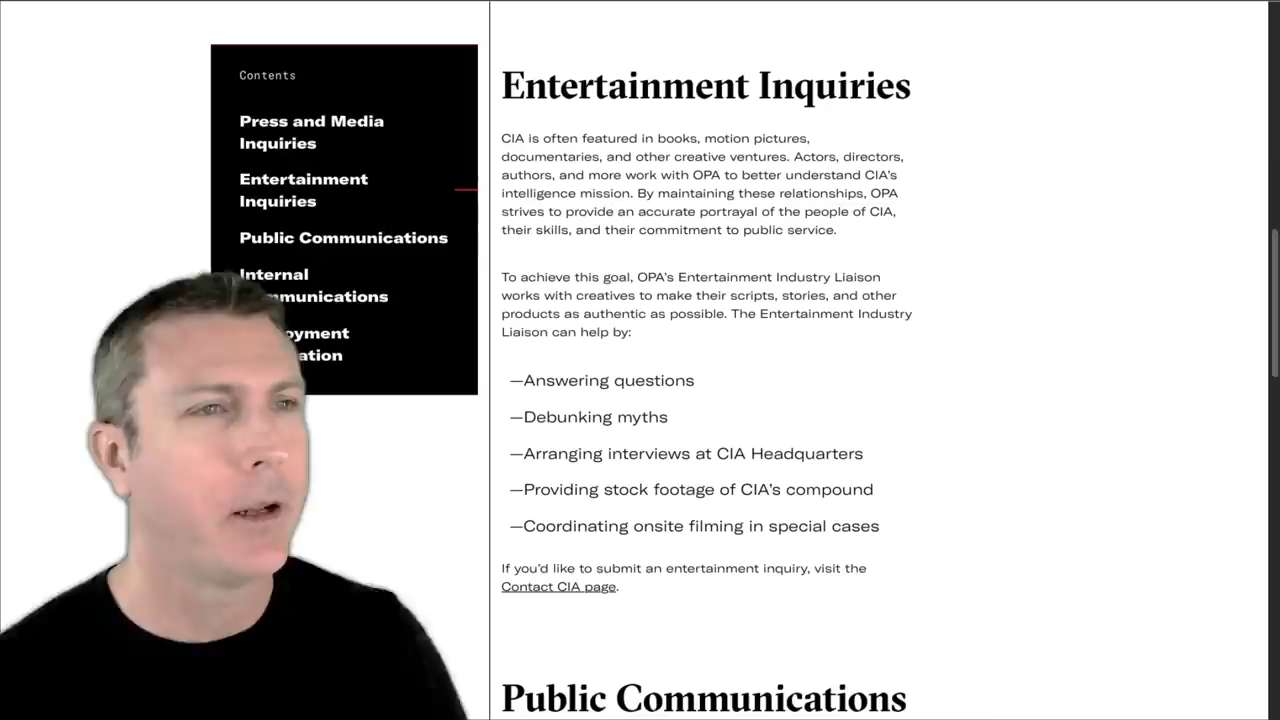 Contents
Press and Media
Inquiries
Entertainment
Inquiries
Public Communications
Internal
mmunications
oyment
ation
Entertainment Inquiries
CIA is often featured in books, motion pictures,
documentaries, and other creative ventures. Actors, directors,
authors, and more work with OPA to better understand CIA’s
intelligence mission. By maintaining these relationships, OPA
strives to provide an accurate portrayal of the people of CIA,
their skills, and their commitment to public service.
To achieve this goal, OPA’s Entertainment Industry Liaison
works with creatives to make their scripts, stories, and other
products as authentic as possible. The Entertainment Industry
Liaison can help by:
—Answering questions
—Debunking myths
—Arranging interviews at CIA Headquarters
—Providing stock footage of CIA’s compound
—Coordinating onsite filming in special cases
If you’d like to submit an entertainment inquiry, visit the
Contact CIA page.
Public Communications